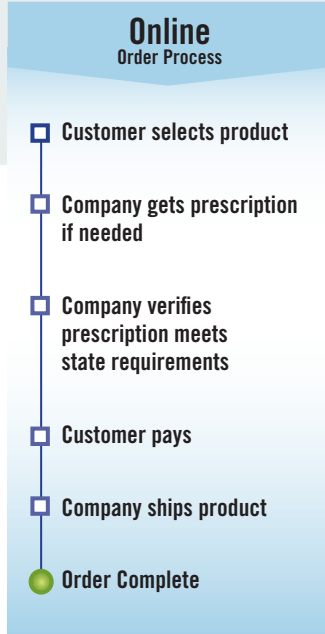 Online
Order Process
Customer selects product
Company gets prescription
if needed
Company verifies
prescription meets
state requirements
Customer pays
Company ships product
Order Complete